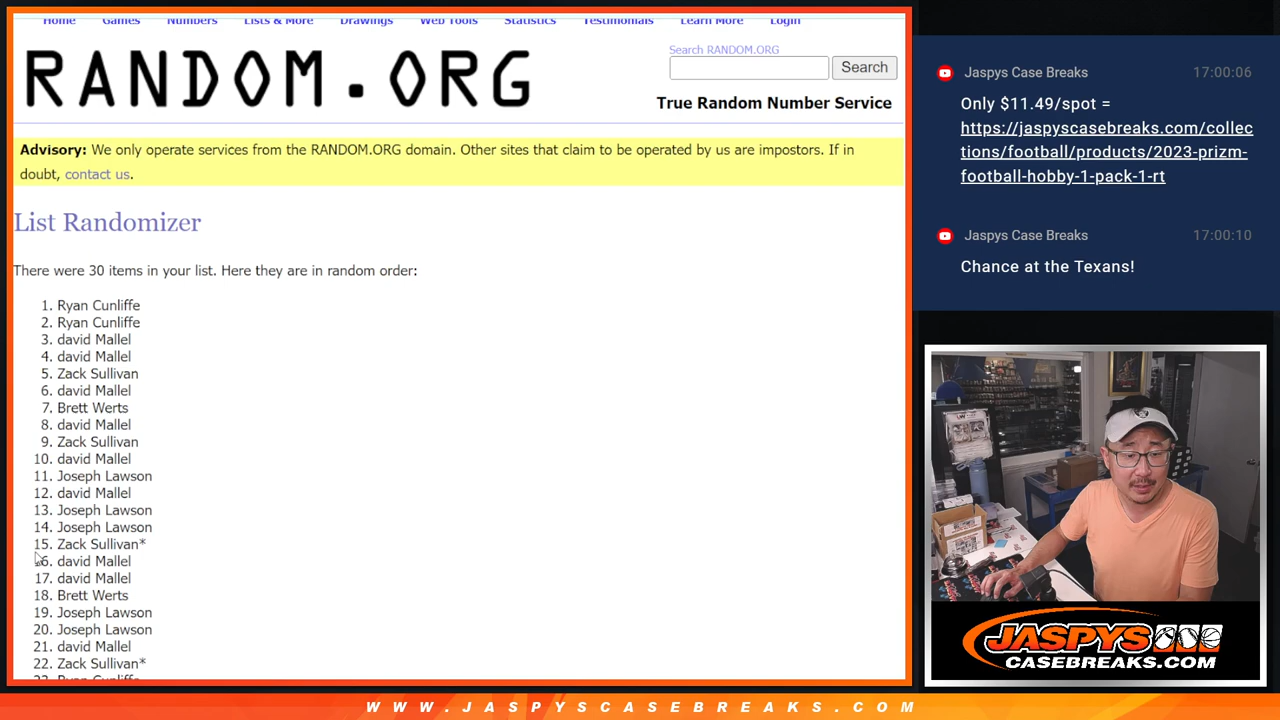 Home Games Numbers Lists & More Drawings Web Tools Statistics Testimonials Learn More Login
RANDOM.ORG
Search RANDOM.ORG
Search
True Random Number Service
Advisory: We only operate services from the RANDOM.ORG domain. Other sites that claim to be operated by us are impostors. If in
doubt, contact us.
List Randomizer
There were 30 items in your list. Here they are in random order:
1. Ryan Cunliffe
2. Ryan Cunliffe
3. david Mallel
4. david Mallel
5. Zack Sullivan
6. david Mallel
7. Brett Werts
8. david Mallel
9. Zack Sullivan
10. david Mallel
11. Joseph Lawson
12. david Mallel
13. Joseph Lawson
14. Joseph Lawson
15. Zack Sullivan*
16. david Mallel
17. david Mallel
18. Brett Werts
19. Joseph Lawson
20. Joseph Lawson
21. david Mallel
22. Zack Sullivan*
23. Ryan Cunliffe
Jaspys Case Breaks 17:00:06
Only $11.49/spot =
https://jaspyscasebreaks.com/collec
tions/football/products/2023-prizm-
football-hobby-1-pack-1-rt
Jaspys Case Breaks 17:00:10
Chance at the Texans!
JASPYS
CASEBREAKS.COM
WWW.JASPYSCASEBREAKS.COM